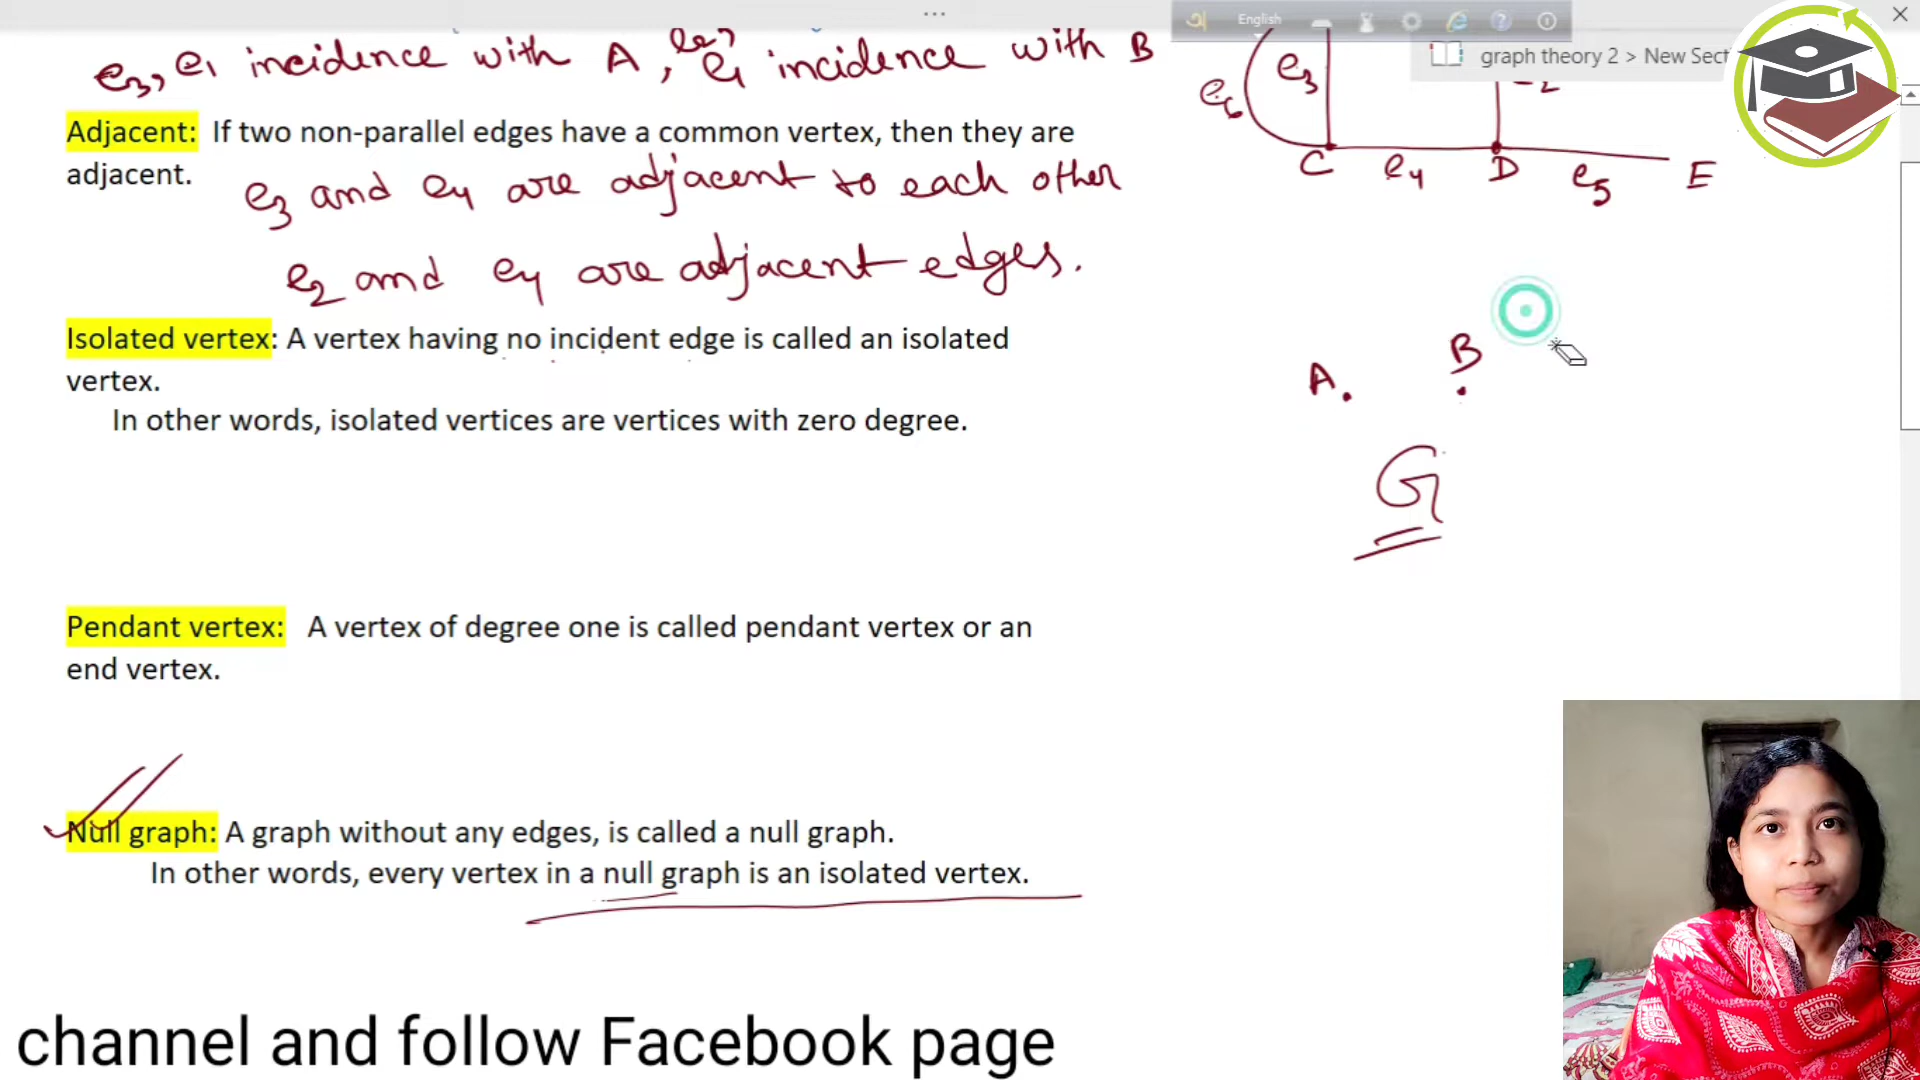 English
graph theory 2 > New Sect
e3, e1 incidence with A, e1 incidence with B
Adjacent: If two non-parallel edges have a common vertex, then they are
adjacent.
e3 and e4 are adjacent to each other
e2 and e4 are adjacent edges.
e6 e3
C e4 D e5 E
Isolated vertex: A vertex having no incident edge is called an isolated
vertex.
In other words, isolated vertices are vertices with zero degree.
A. B
G
Pendant vertex: A vertex of degree one is called pendant vertex or an
end vertex.
Null graph: A graph without any edges, is called a null graph.
In other words, every vertex in a null graph is an isolated vertex.
channel and follow Facebook page